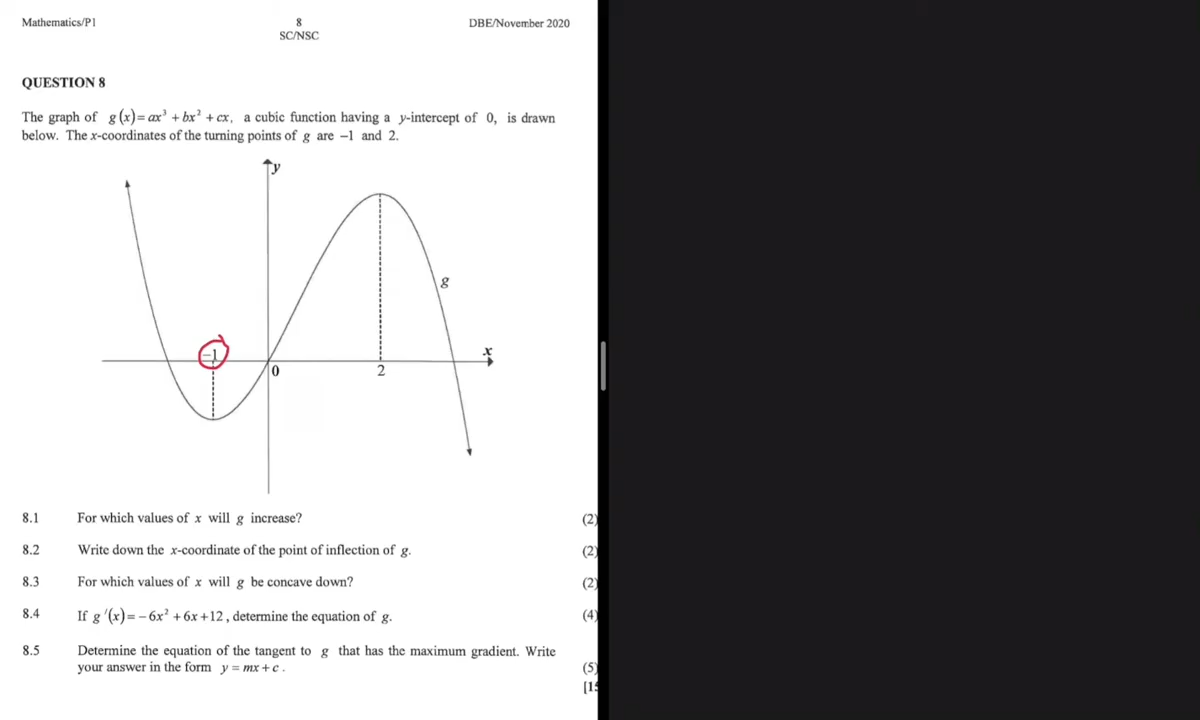 Mathematics/P1
8
SC/NSC
DBE/November 2020
QUESTION 8
The graph of g(x) = ax³ + bx² + cx, a cubic function having a y-intercept of 0, is drawn
below. The x-coordinates of the turning points of g are –1 and 2.
y
g
–1
x
0
2
8.1 For which values of x will g increase? (2)
8.2 Write down the x-coordinate of the point of inflection of g. (2)
8.3 For which values of x will g be concave down? (2)
8.4 If g ′(x) = – 6x² + 6x + 12 , determine the equation of g. (4)
8.5 Determine the equation of the tangent to g that has the maximum gradient. Write
your answer in the form y = mx + c . (5)